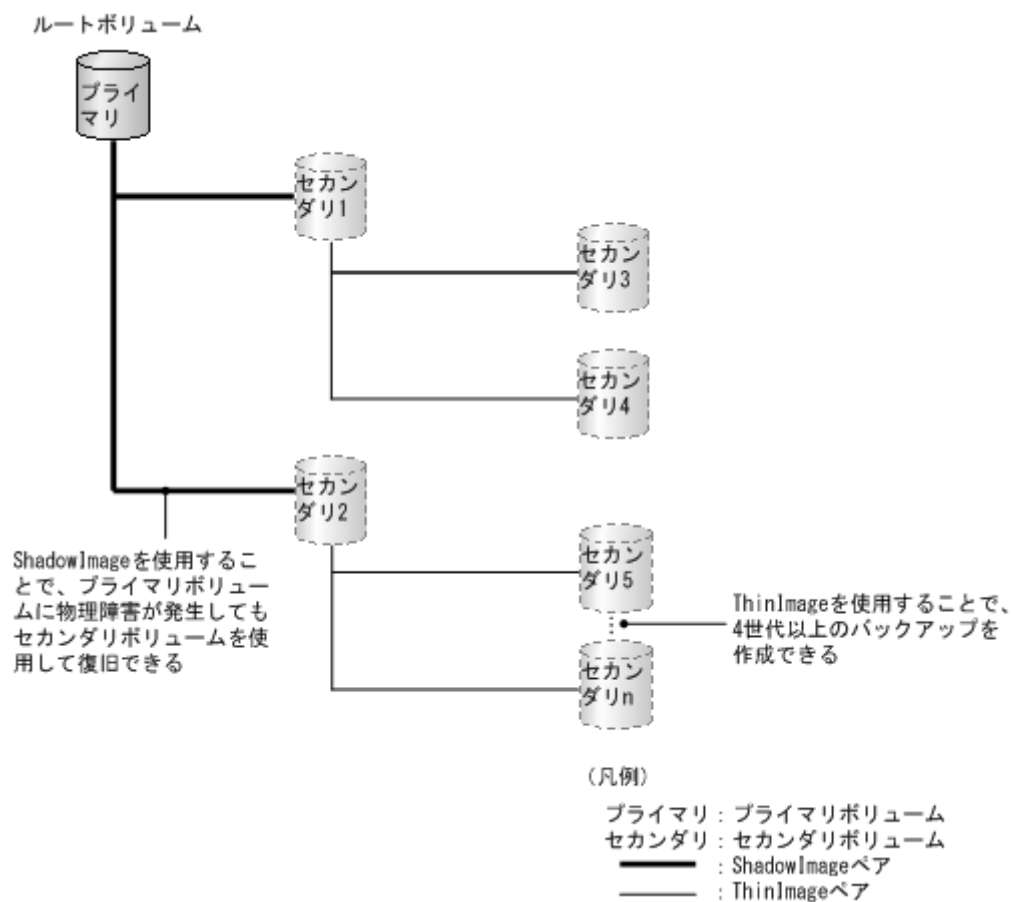 ルートボリューム
プライ
マリ
セカン
ダリ1
セカン
ダリ3
セカン
ダリ4
セカン
ダリ2
ShadowImageを使用するこ
とで、プライマリボリュー
ムに物理障害が発生しても
セカンダリボリュームを使
用して復旧できる
セカン
ダリ5
ThinImageを使用することで、
4世代以上のバックアップを
作成できる
セカン
ダリn
(凡例)
プライマリ：プライマリボリューム
セカンダリ：セカンダリボリューム
：ShadowImageペア
：ThinImageペア